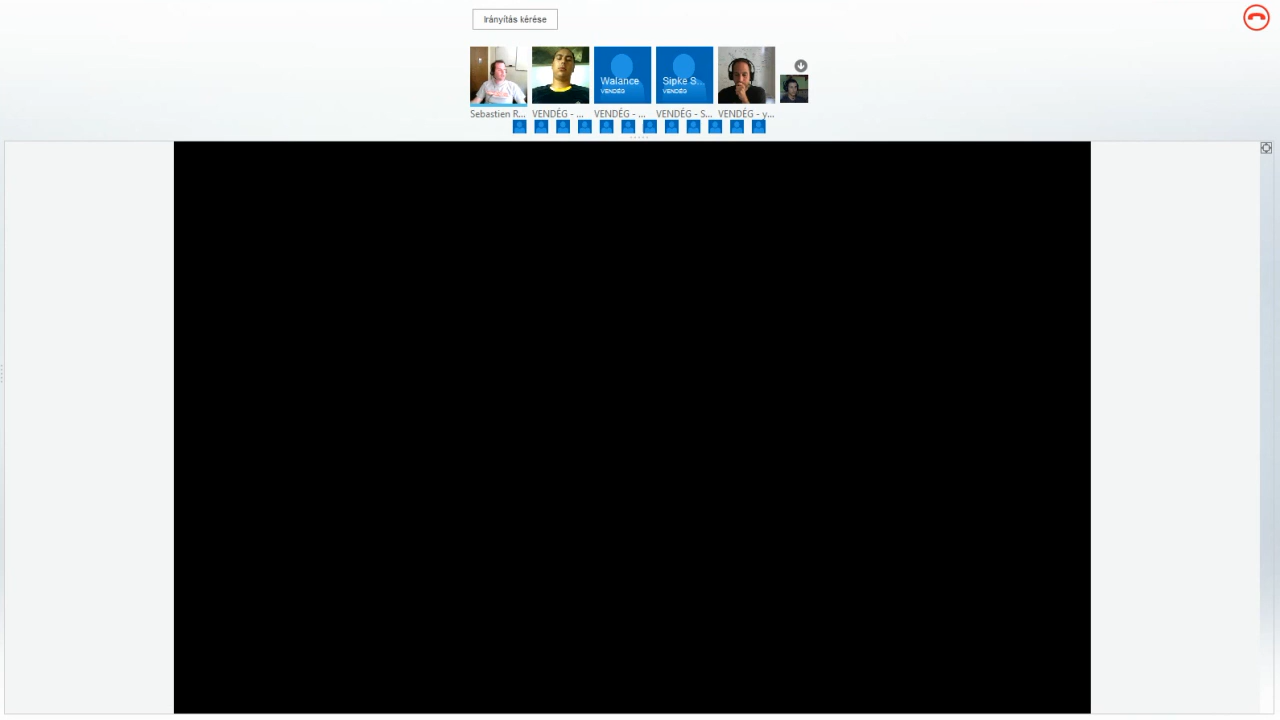 Irányítás kérése
Walance
VENDÉG
Sipke S...
VENDÉG
Sebastien R... VENDÉG - ... VENDÉG - ... VENDÉG - S... VENDÉG - y...